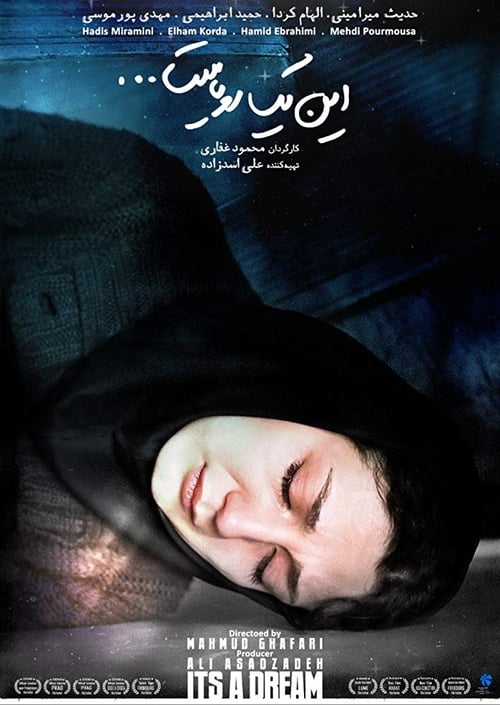 حدیث میرامینی . الهام کردا . حمید ابراهیمی . مهدی پورموسی
Hadis Miramini . Elham Korda . Hamid Ebrahimi . Mehdi Pourmousa
این یک رویاست...
کارگردان محمود غفاری .
تهیه‌کننده علی اسدزاده
Directoed by
MAHMUD GHAFARI
Producer
ALI ASADZADEH
ITS A DREAM